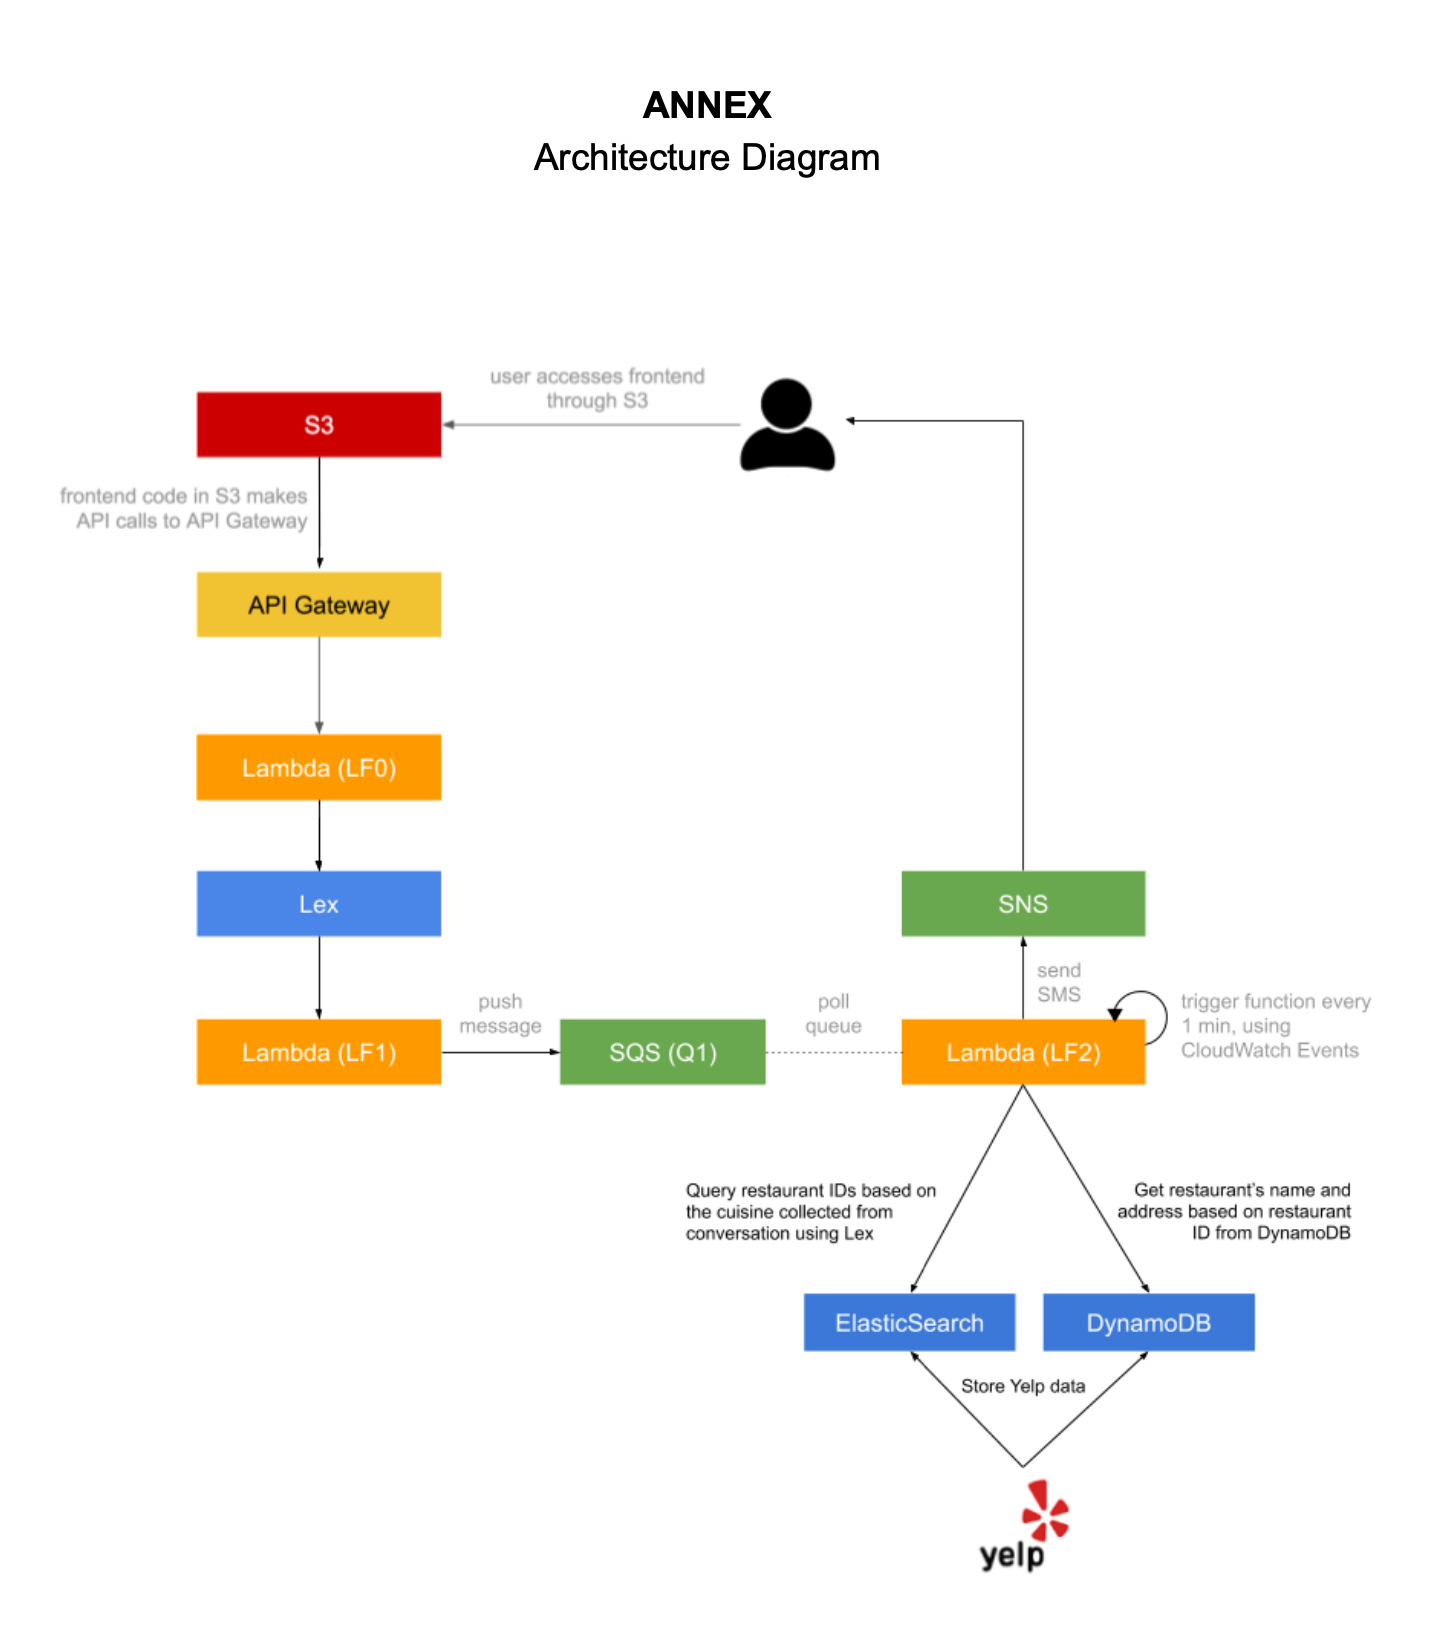 ANNEX
Architecture Diagram
user accesses frontend
through S3
S3
frontend code in S3 makes
API calls to API Gateway
API Gateway
Lambda (LF0)
Lex
SNS
send
SMS
push
message
poll
queue
trigger function every
1 min, using
CloudWatch Events
Lambda (LF1)
SQS (Q1)
Lambda (LF2)
Query restaurant IDs based on
the cuisine collected from
conversation using Lex
Get restaurant's name and
address based on restaurant
ID from DynamoDB
ElasticSearch
DynamoDB
Store Yelp data
yelp